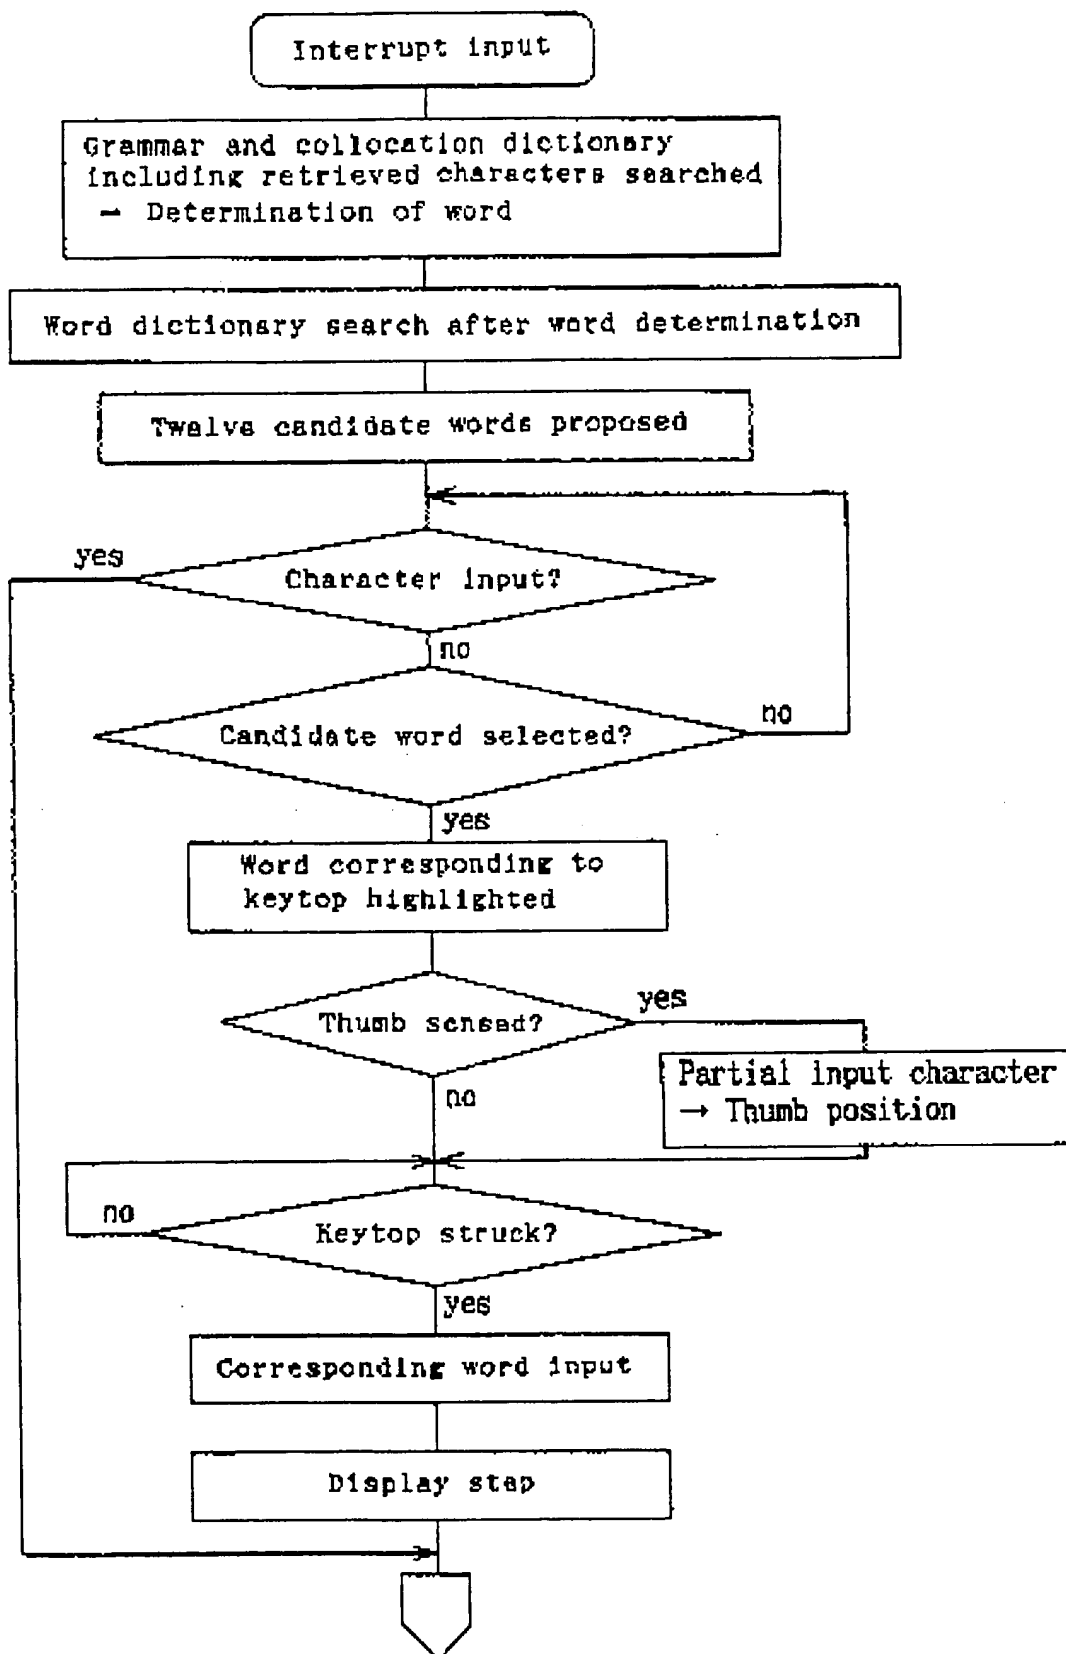 Interrupt input
Grammar and collocation dictionary
including retrieved characters searched
→ Determination of word
Word dictionary search after word determination
Twelve candidate words proposed
yes
Character input?
no
Candidate word selected?
no
yes
Word corresponding to
keytop highlighted
Thumb sensed?
yes
Partial input character
→ Thumb position
no
no
Keytop struck?
yes
Corresponding word input
Display step